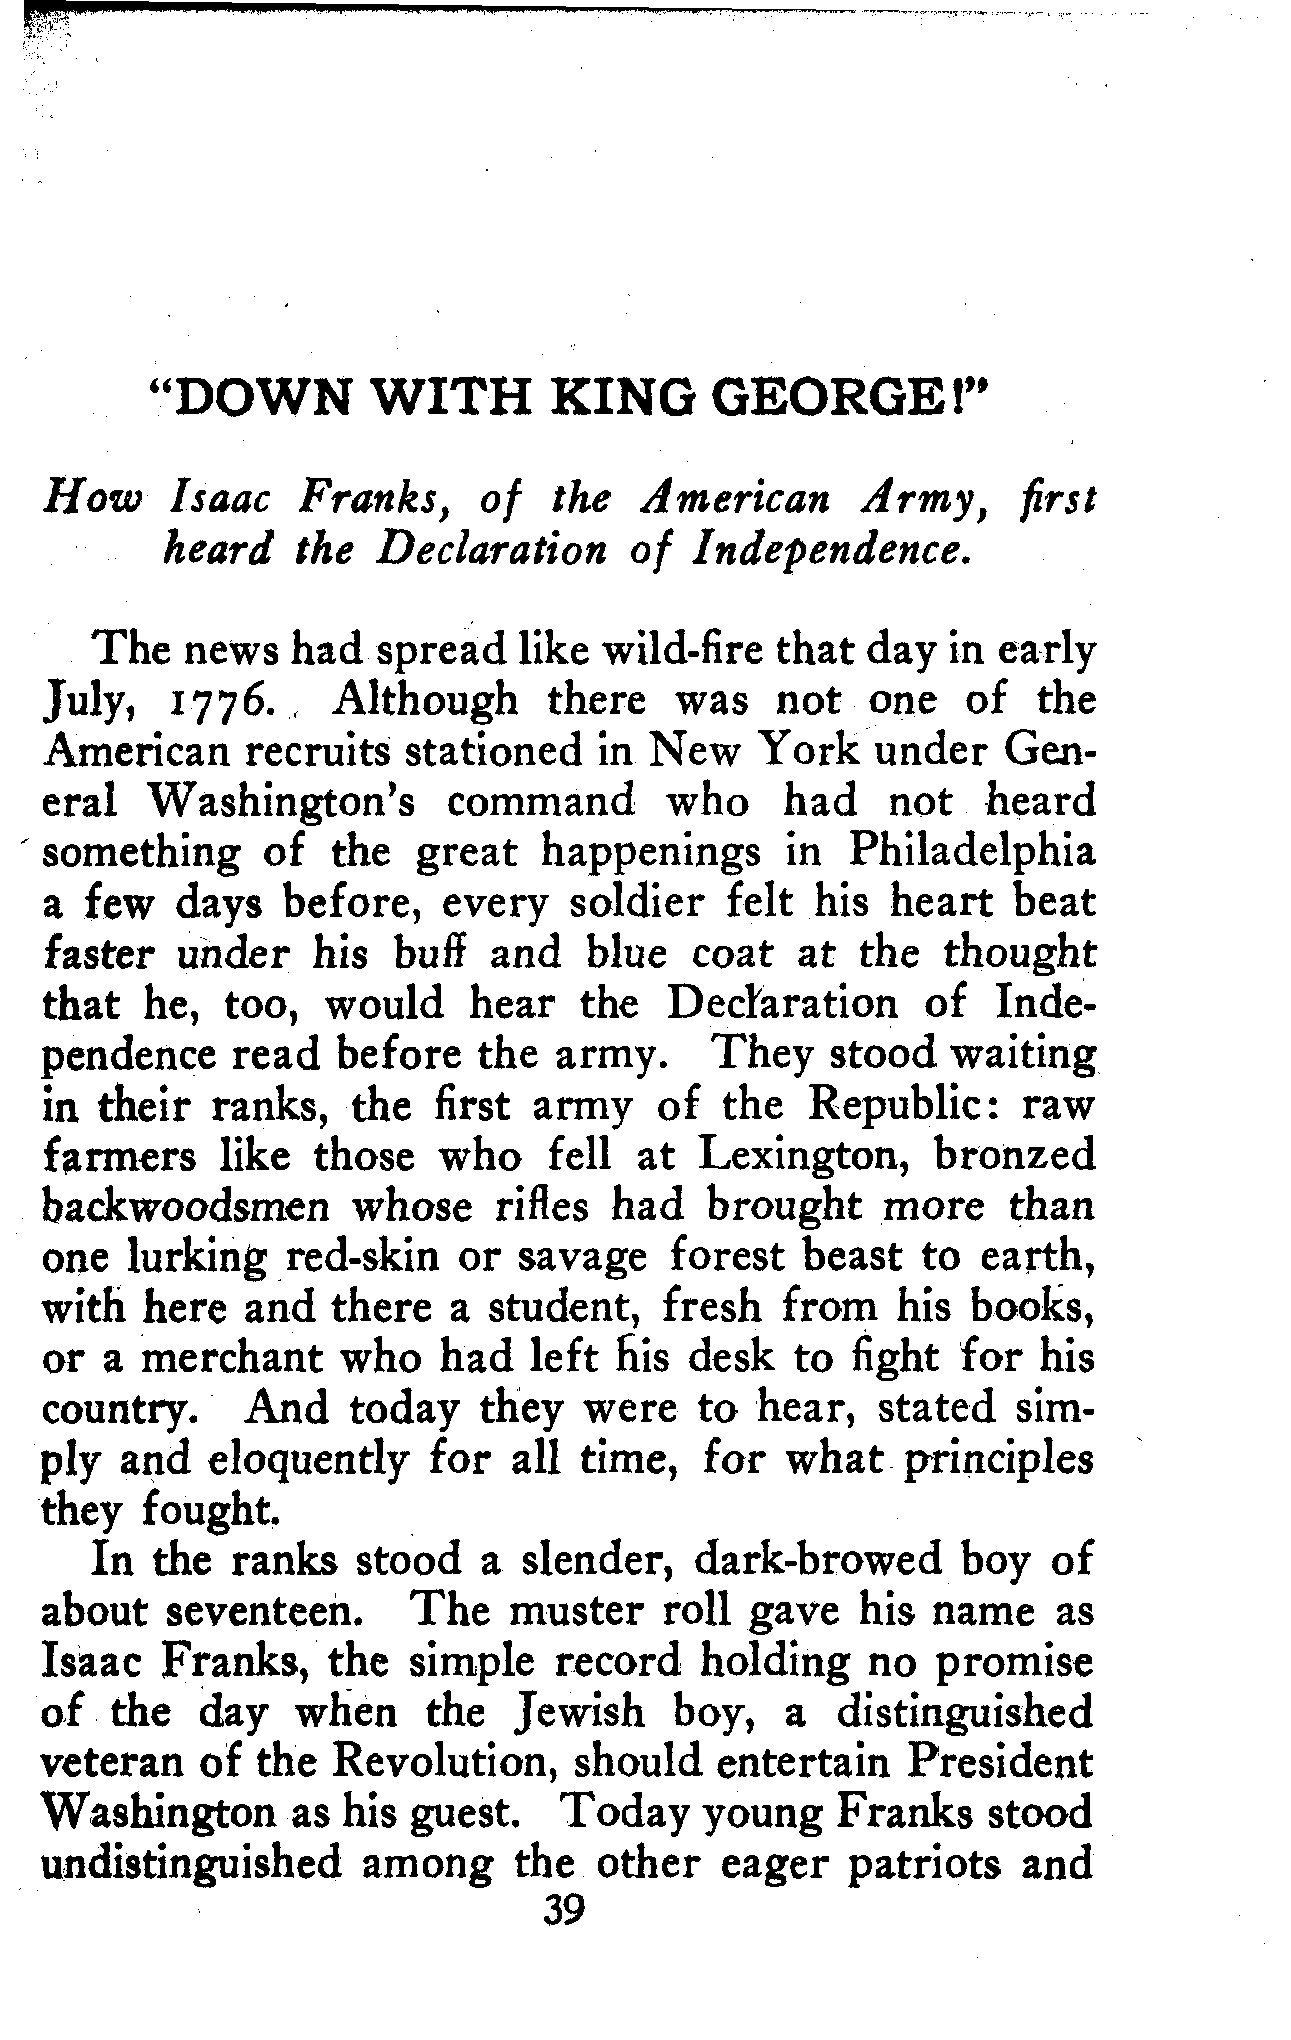 “DOWN WITH KING GEORGE!”
How Isaac Franks, of the American Army, first
heard the Declaration of Independence.
The news had spread like wild-fire that day in early
July, 1776. Although there was not one of the
American recruits stationed in New York under Gen-
eral Washington's command who had not heard
something of the great happenings in Philadelphia
a few days before, every soldier felt his heart beat
faster under his buff and blue coat at the thought
that he, too, would hear the Declaration of Inde-
pendence read before the army. They stood waiting
in their ranks, the first army of the Republic: raw
farmers like those who fell at Lexington, bronzed
backwoodsmen whose rifles had brought more than
one lurking red-skin or savage forest beast to earth,
with here and there a student, fresh from his books,
or a merchant who had left his desk to fight for his
country. And today they were to hear, stated sim-
ply and eloquently for all time, for what principles
they fought.
In the ranks stood a slender, dark-browed boy of
about seventeen. The muster roll gave his name as
Isaac Franks, the simple record holding no promise
of the day when the Jewish boy, a distinguished
veteran of the Revolution, should entertain President
Washington as his guest. Today young Franks stood
undistinguished among the other eager patriots and
39